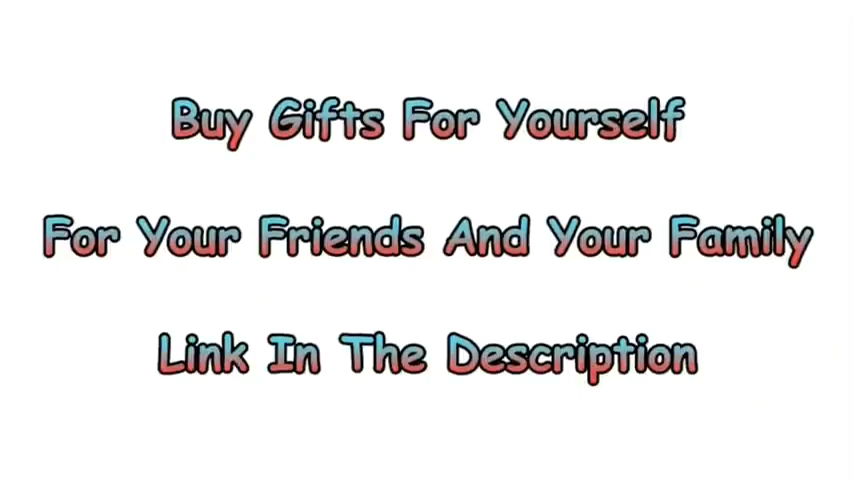 Buy Gifts For Yourself
For Your Friends And Your Family
Link In The Description